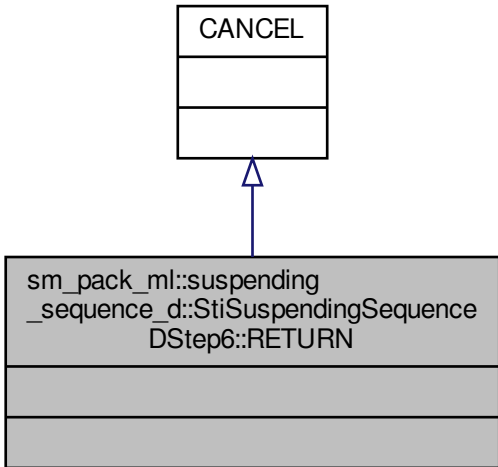 CANCEL
sm_pack_ml::suspending
_sequence_d::StiSuspendingSequence
DStep6::RETURN